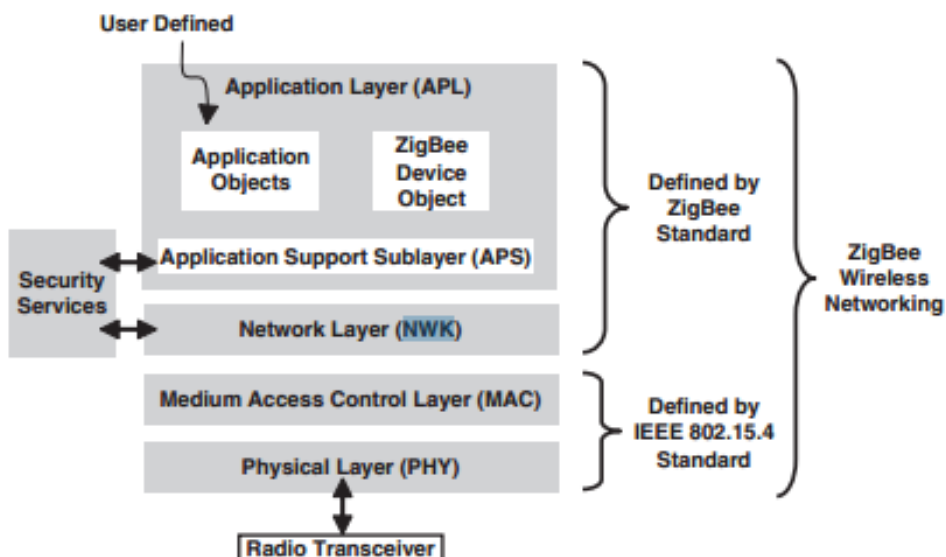 User Defined
Application Layer (APL)
Application
Objects
ZigBee
Device
Object
Application Support Sublayer (APS)
Security
Services
Network Layer (NWK)
Medium Access Control Layer (MAC)
Physical Layer (PHY)
Radio Transceiver
Defined by
ZigBee
Standard
Defined by
IEEE 802.15.4
Standard
ZigBee
Wireless
Networking